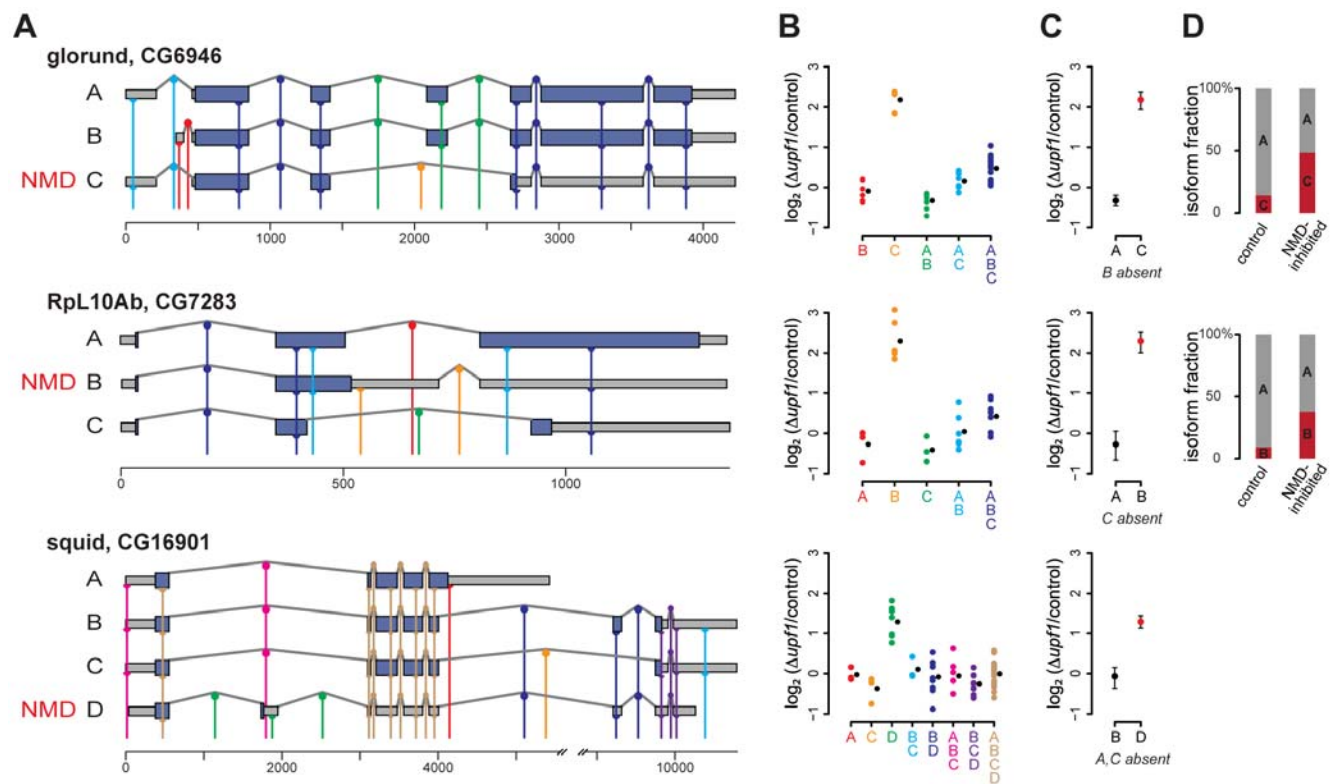 A
B
C
D
glorund, CG6946
A
B
NMD C
0 1000 2000 3000 4000
log₂ (Δupf1/control)
3
2
1
0
−1
B
C
A B
A C
A B C
log₂ (Δupf1/control)
3
2
1
0
−1
A C
B absent
isoform fraction
100%
50
0
A
C
A
C
control
NMD-inhibited
RpL10Ab, CG7283
A
NMD B
C
0 500 1000
log₂ (Δupf1/control)
3
2
1
0
−1
A
B
C
A B
A B C
log₂ (Δupf1/control)
3
2
1
0
−1
A B
C absent
isoform fraction
100%
50
0
A
B
A
B
control
NMD-inhibited
squid, CG16901
A
B
C
NMD D
0 2000 4000 10000
log₂ (Δupf1/control)
3
2
1
0
−1
A
C
D
B C
B D
A B C
B C D
A B C D
log₂ (Δupf1/control)
3
2
1
0
−1
B D
A,C absent